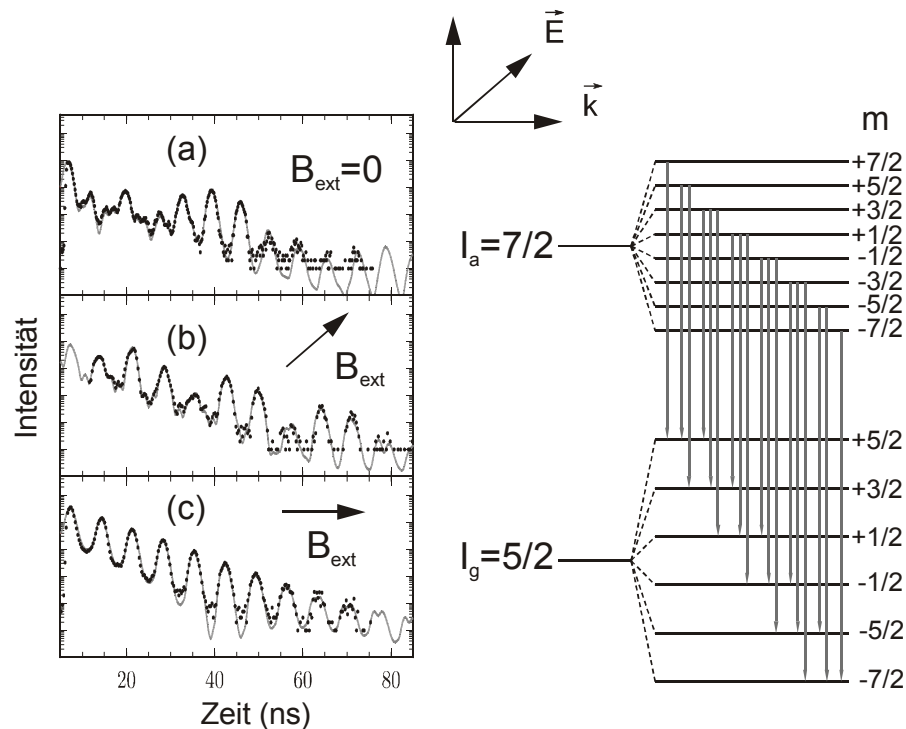 E
k
(a)
B_ext=0
(b)
B_ext
(c)
B_ext
Intensität
20
40
60
80
Zeit (ns)
m
+7/2
+5/2
+3/2
+1/2
-1/2
-3/2
-5/2
-7/2
I_a=7/2
+5/2
+3/2
+1/2
-1/2
-5/2
-7/2
I_g=5/2